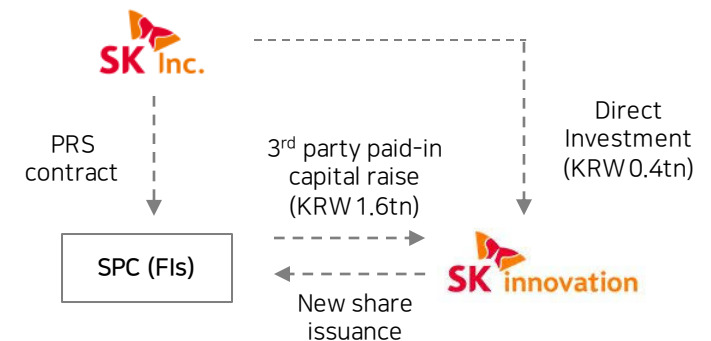 SK Inc.
PRS
contract
3rd party paid-in
capital raise
(KRW 1.6tn)
Direct
Investment
(KRW 0.4tn)
SPC (FIs)
SK innovation
New share
issuance